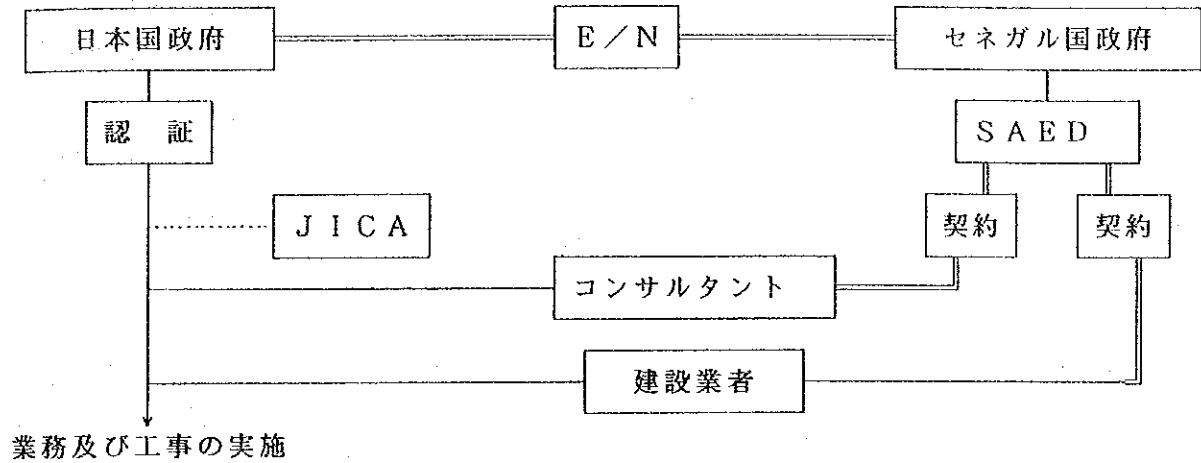 日本国政府
E/N
セネガル国政府
認 証
SAED
JICA
契約
契約
コンサルタント
建設業者
業務及び工事の実施